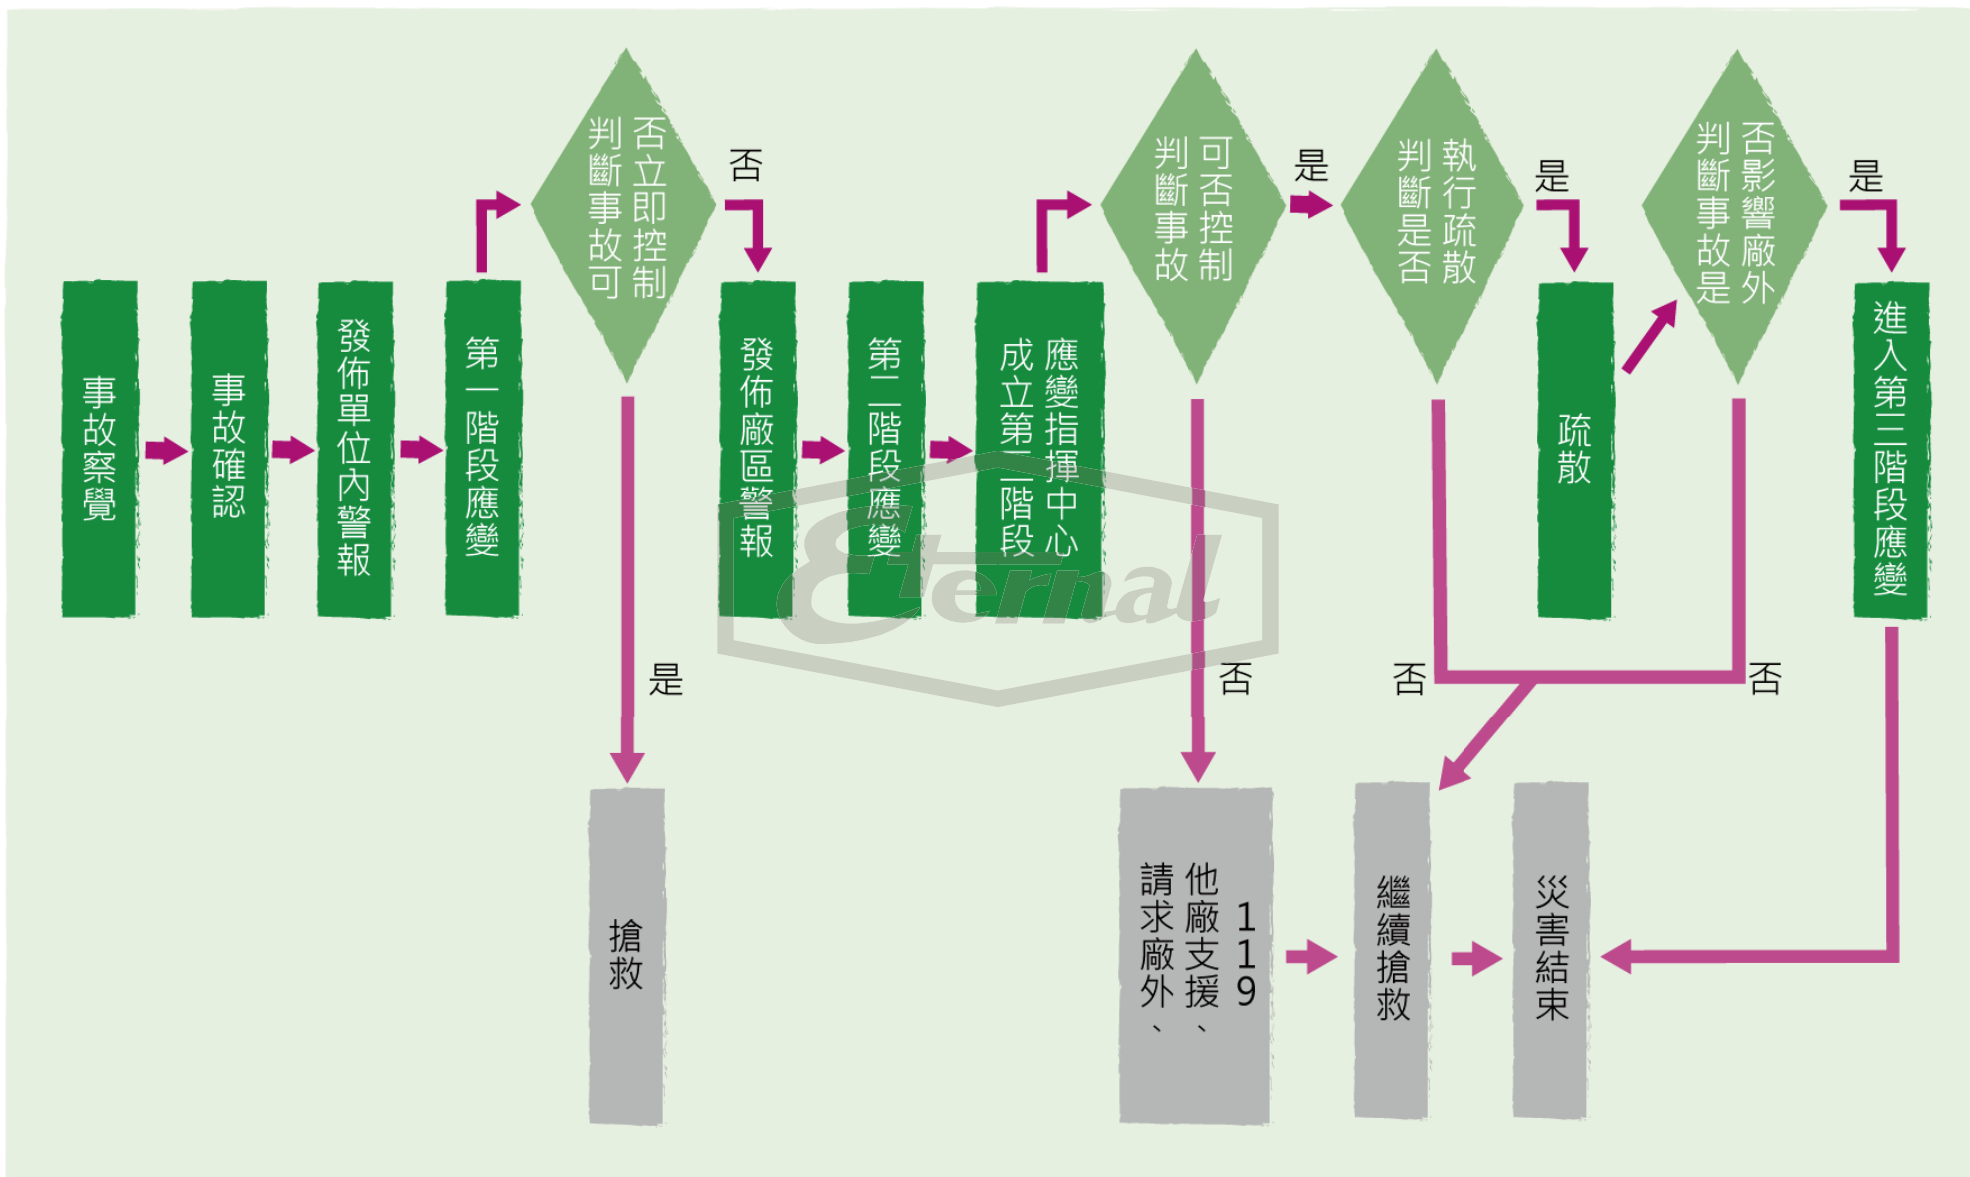 事故察覺
事故確認
發佈單位內警報
第一階段應變
判斷事故可
否立即控制
否
是
搶救
發佈廠區警報
第二階段應變
成立第二階段
應變指揮中心
判斷事故
可否控制
是
否
請求廠外、
他廠支援、
119
判斷是否
執行疏散
是
否
疏散
判斷事故是
否影響廠外
是
否
進入第三階段應變
繼續搶救
災害結束
Eternal